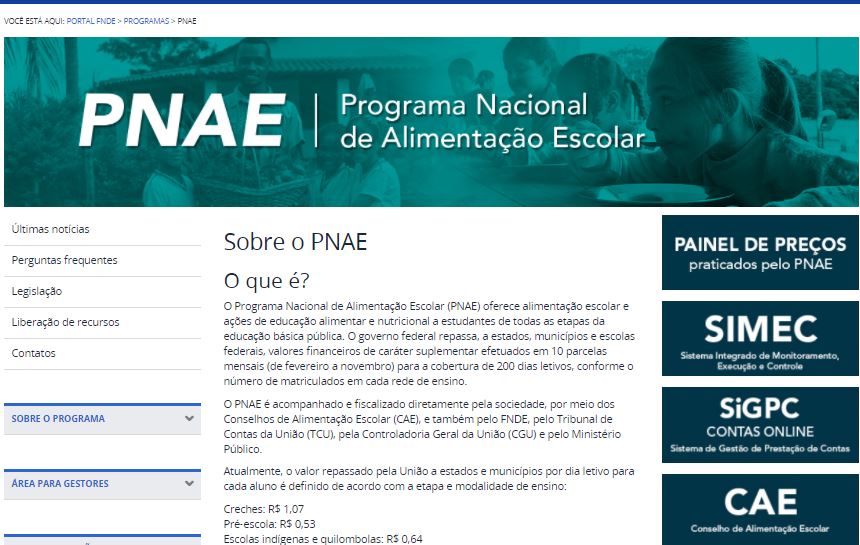 VOCÊ ESTÁ AQUI: PORTAL FNDE > PROGRAMAS > PNAE
PNAE
Programa Nacional
de Alimentação Escolar
Últimas notícias
Perguntas frequentes
Legislação
Liberação de recursos
Contatos
SOBRE O PROGRAMA
ÁREA PARA GESTORES
Sobre o PNAE
O que é?
O Programa Nacional de Alimentação Escolar (PNAE) oferece alimentação escolar e
ações de educação alimentar e nutricional a estudantes de todas as etapas da
educação básica pública. O governo federal repassa, a estados, municípios e escolas
federais, valores financeiros de caráter suplementar efetuados em 10 parcelas
mensais (de fevereiro a novembro) para a cobertura de 200 dias letivos, conforme o
número de matriculados em cada rede de ensino.
O PNAE é acompanhado e fiscalizado diretamente pela sociedade, por meio dos
Conselhos de Alimentação Escolar (CAE), e também pelo FNDE, pelo Tribunal de
Contas da União (TCU), pela Controladoria Geral da União (CGU) e pelo Ministério
Público.
Atualmente, o valor repassado pela União a estados e municípios por dia letivo para
cada aluno é definido de acordo com a etapa e modalidade de ensino:
Creches: R$ 1,07
Pré-escola: R$ 0,53
Escolas indígenas e quilombolas: R$ 0,64
PAINEL DE PREÇOS
praticados pelo PNAE
SIMEC
Sistema Integrado de Monitoramento,
Execução e Controle
SiGPC
CONTAS ONLINE
Sistema de Gestão de Prestação de Contas
CAE
Conselho de Alimentação Escolar